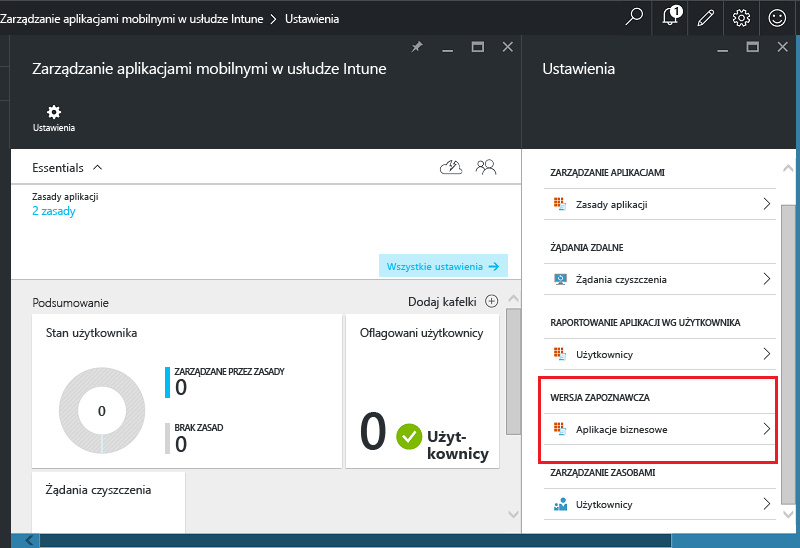 Zarządzanie aplikacjami mobilnymi w usłudze Intune > Ustawienia
1
Zarządzanie aplikacjami mobilnymi w usłudze Intune
Ustawienia
Essentials
Zasady aplikacji
2 zasady
Wszystkie ustawienia →
Podsumowanie
Dodaj kafelki
Stan użytkownika
0
ZARZĄDZANE PRZEZ ZASADY
0
BRAK ZASAD
0
Oflagowani użytkownicy
0
Użyt-
kownicy
Żądania czyszczenia
Ustawienia
ZARZĄDZANIE APLIKACJAMI
Zasady aplikacji
ŻĄDANIA ZDALNE
Żądania czyszczenia
RAPORTOWANIE APLIKACJI WG UŻYTKOWNIKA
Użytkownicy
WERSJA ZAPOZNAWCZA
Aplikacje biznesowe
ZARZĄDZANIE ZASOBAMI
Użytkownicy